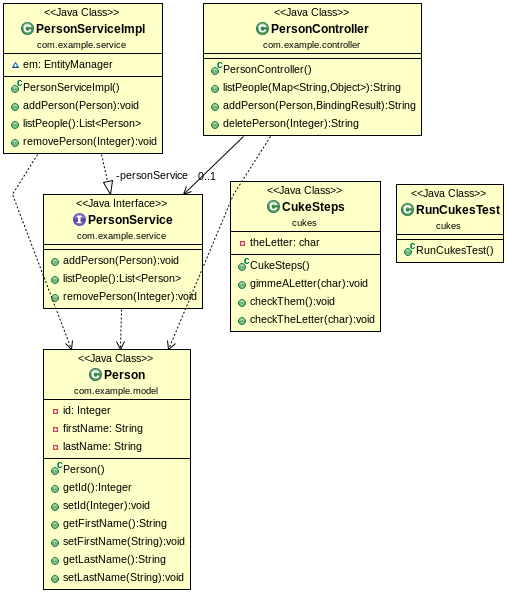 <<Java Class>>
PersonServiceImpl
com.example.service
em: EntityManager
PersonServiceImpl()
addPerson(Person):void
listPeople():List<Person>
removePerson(Integer):void
<<Java Class>>
PersonController
com.example.controller
PersonController()
listPeople(Map<String,Object>):String
addPerson(Person,BindingResult):String
deletePerson(Integer):String
-personService
0..1
<<Java Interface>>
PersonService
com.example.service
addPerson(Person):void
listPeople():List<Person>
removePerson(Integer):void
<<Java Class>>
CukeSteps
cukes
theLetter: char
CukeSteps()
gimmeALetter(char):void
checkThem():void
checkTheLetter(char):void
<<Java Class>>
RunCukesTest
cukes
RunCukesTest()
<<Java Class>>
Person
com.example.model
id: Integer
firstName: String
lastName: String
Person()
getId():Integer
setId(Integer):void
getFirstName():String
setFirstName(String):void
getLastName():String
setLastName(String):void